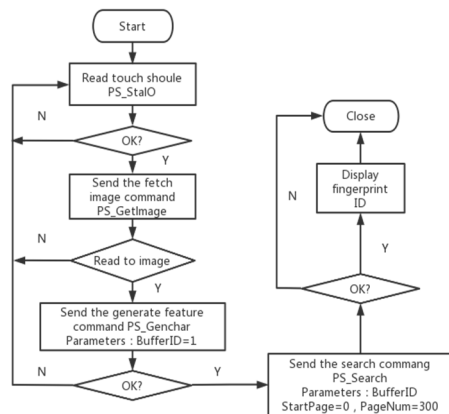 Start
Read touch shoule
PS_StalO
N
OK?
Y
Send the fetch
image command
PS_GetImage
N
Read to image
Y
Send the generate feature
command PS_Genchar
Parameters : BufferID=1
N
OK?
Y
Send the search commang
PS_Search
Parameters : BufferID
StartPage=0 , PageNum=300
OK?
N
Y
Display
fingerprint
ID
Close